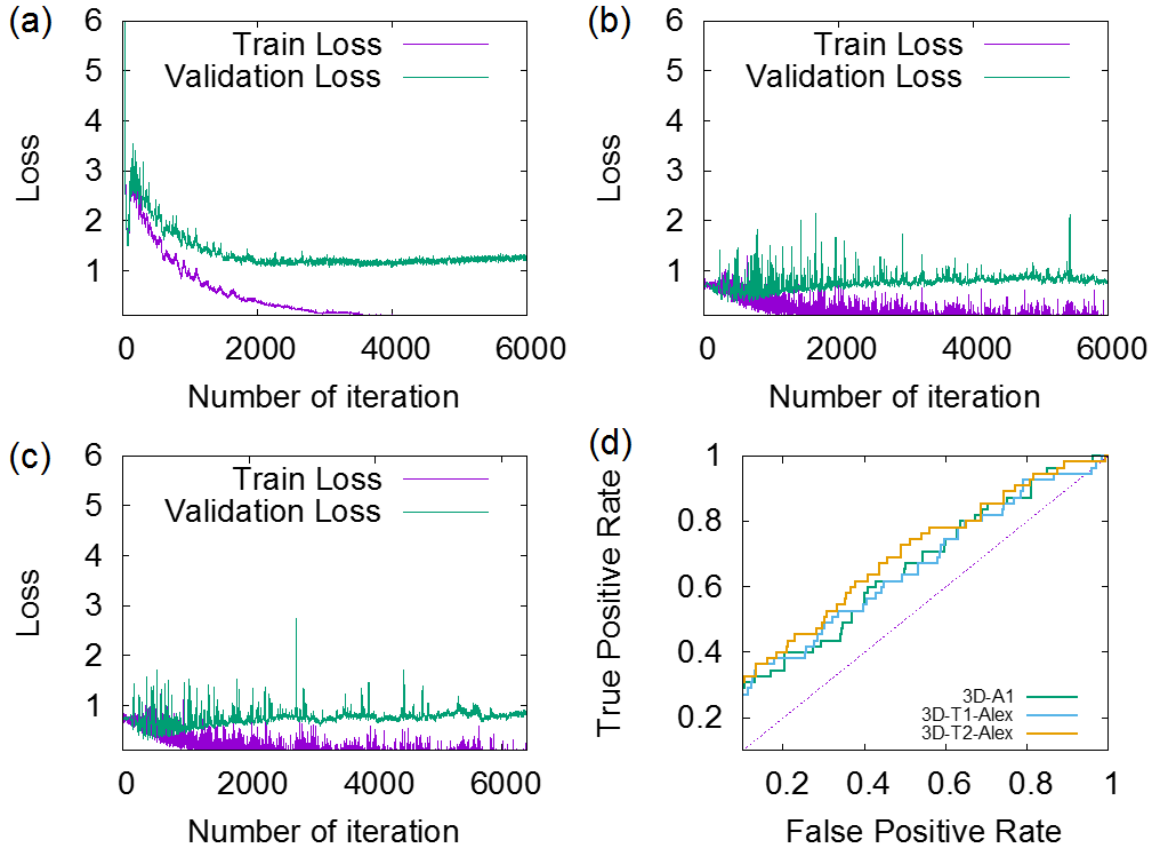 (a)
6
5
4
3
2
1
Loss
Train Loss
Validation Loss
0
2000
4000
6000
Number of iteration
(b)
6
5
4
3
2
1
Loss
Train Loss
Validation Loss
0
2000
4000
6000
Number of iteration
(c)
6
5
4
3
2
1
Loss
Train Loss
Validation Loss
0
2000
4000
6000
Number of iteration
(d)
1
0.8
0.6
0.4
0.2
True Positive Rate
3D-A1
3D-T1-Alex
3D-T2-Alex
0.2
0.4
0.6
0.8
1
False Positive Rate